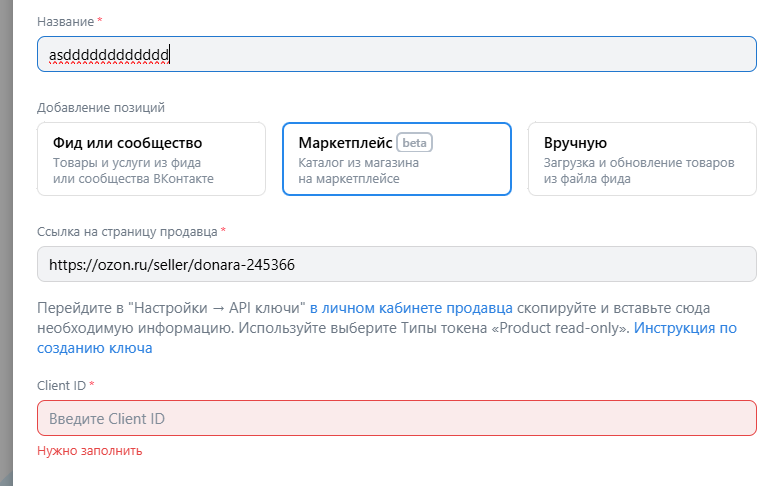 Название *
asddddddddddddd
Добавление позиций
Фид или сообщество
Товары и услуги из фида
или сообщества ВКонтакте
Маркетплейс beta
Каталог из магазина
на маркетплейсе
Вручную
Загрузка и обновление товаров
из файла фида
Ссылка на страницу продавца *
https://ozon.ru/seller/donara-245366
Перейдите в "Настройки → API ключи" в личном кабинете продавца скопируйте и вставьте сюда
необходимую информацию. Используйте выберите Типы токена «Product read-only». Инструкция по
созданию ключа
Client ID *
Введите Client ID
Нужно заполнить